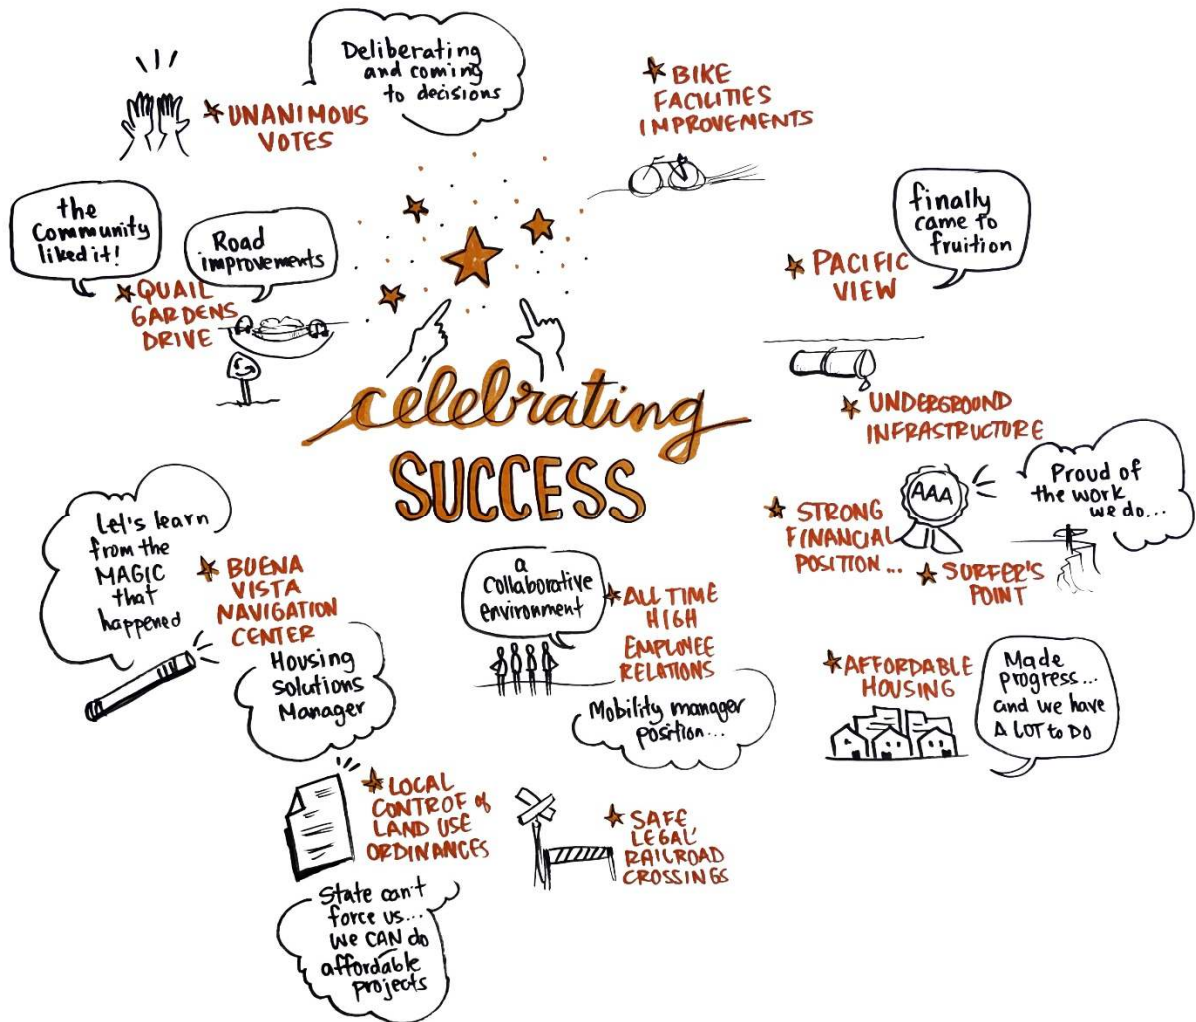 Deliberating
and coming
to decisions
★ UNANIMOUS
VOTES
★ BIKE
FACILITIES
IMPROVEMENTS
the
Community
liked it!
Road
improvements
★ QUAIL
GARDENS
DRIVE
finally
came to
fruition
★ PACIFIC
VIEW
celebrating
SUCCESS
★ UNDERGROUND
INFRASTRUCTURE
AAA
Proud of
the work
we do...
★ STRONG
FINANCIAL
POSITION...
★ SURFER'S
POINT
Let's learn
from the
MAGIC
that
happened
★ BUENA
VISTA
NAVIGATION
CENTER
Housing
solutions
Manager
a
collaborative
environment
★ ALL TIME
HIGH
EMPLOYEE
RELATIONS
Mobility manager
position...
★ AFFORDABLE
HOUSING
Made
progress...
and we have
A LOT to DO
★ LOCAL
CONTROL of
LAND USE
ORDINANCES
State can't
force us...
we CAN do
affordable
projects
★ SAFE
LEGAL
RAILROAD
CROSSINGS